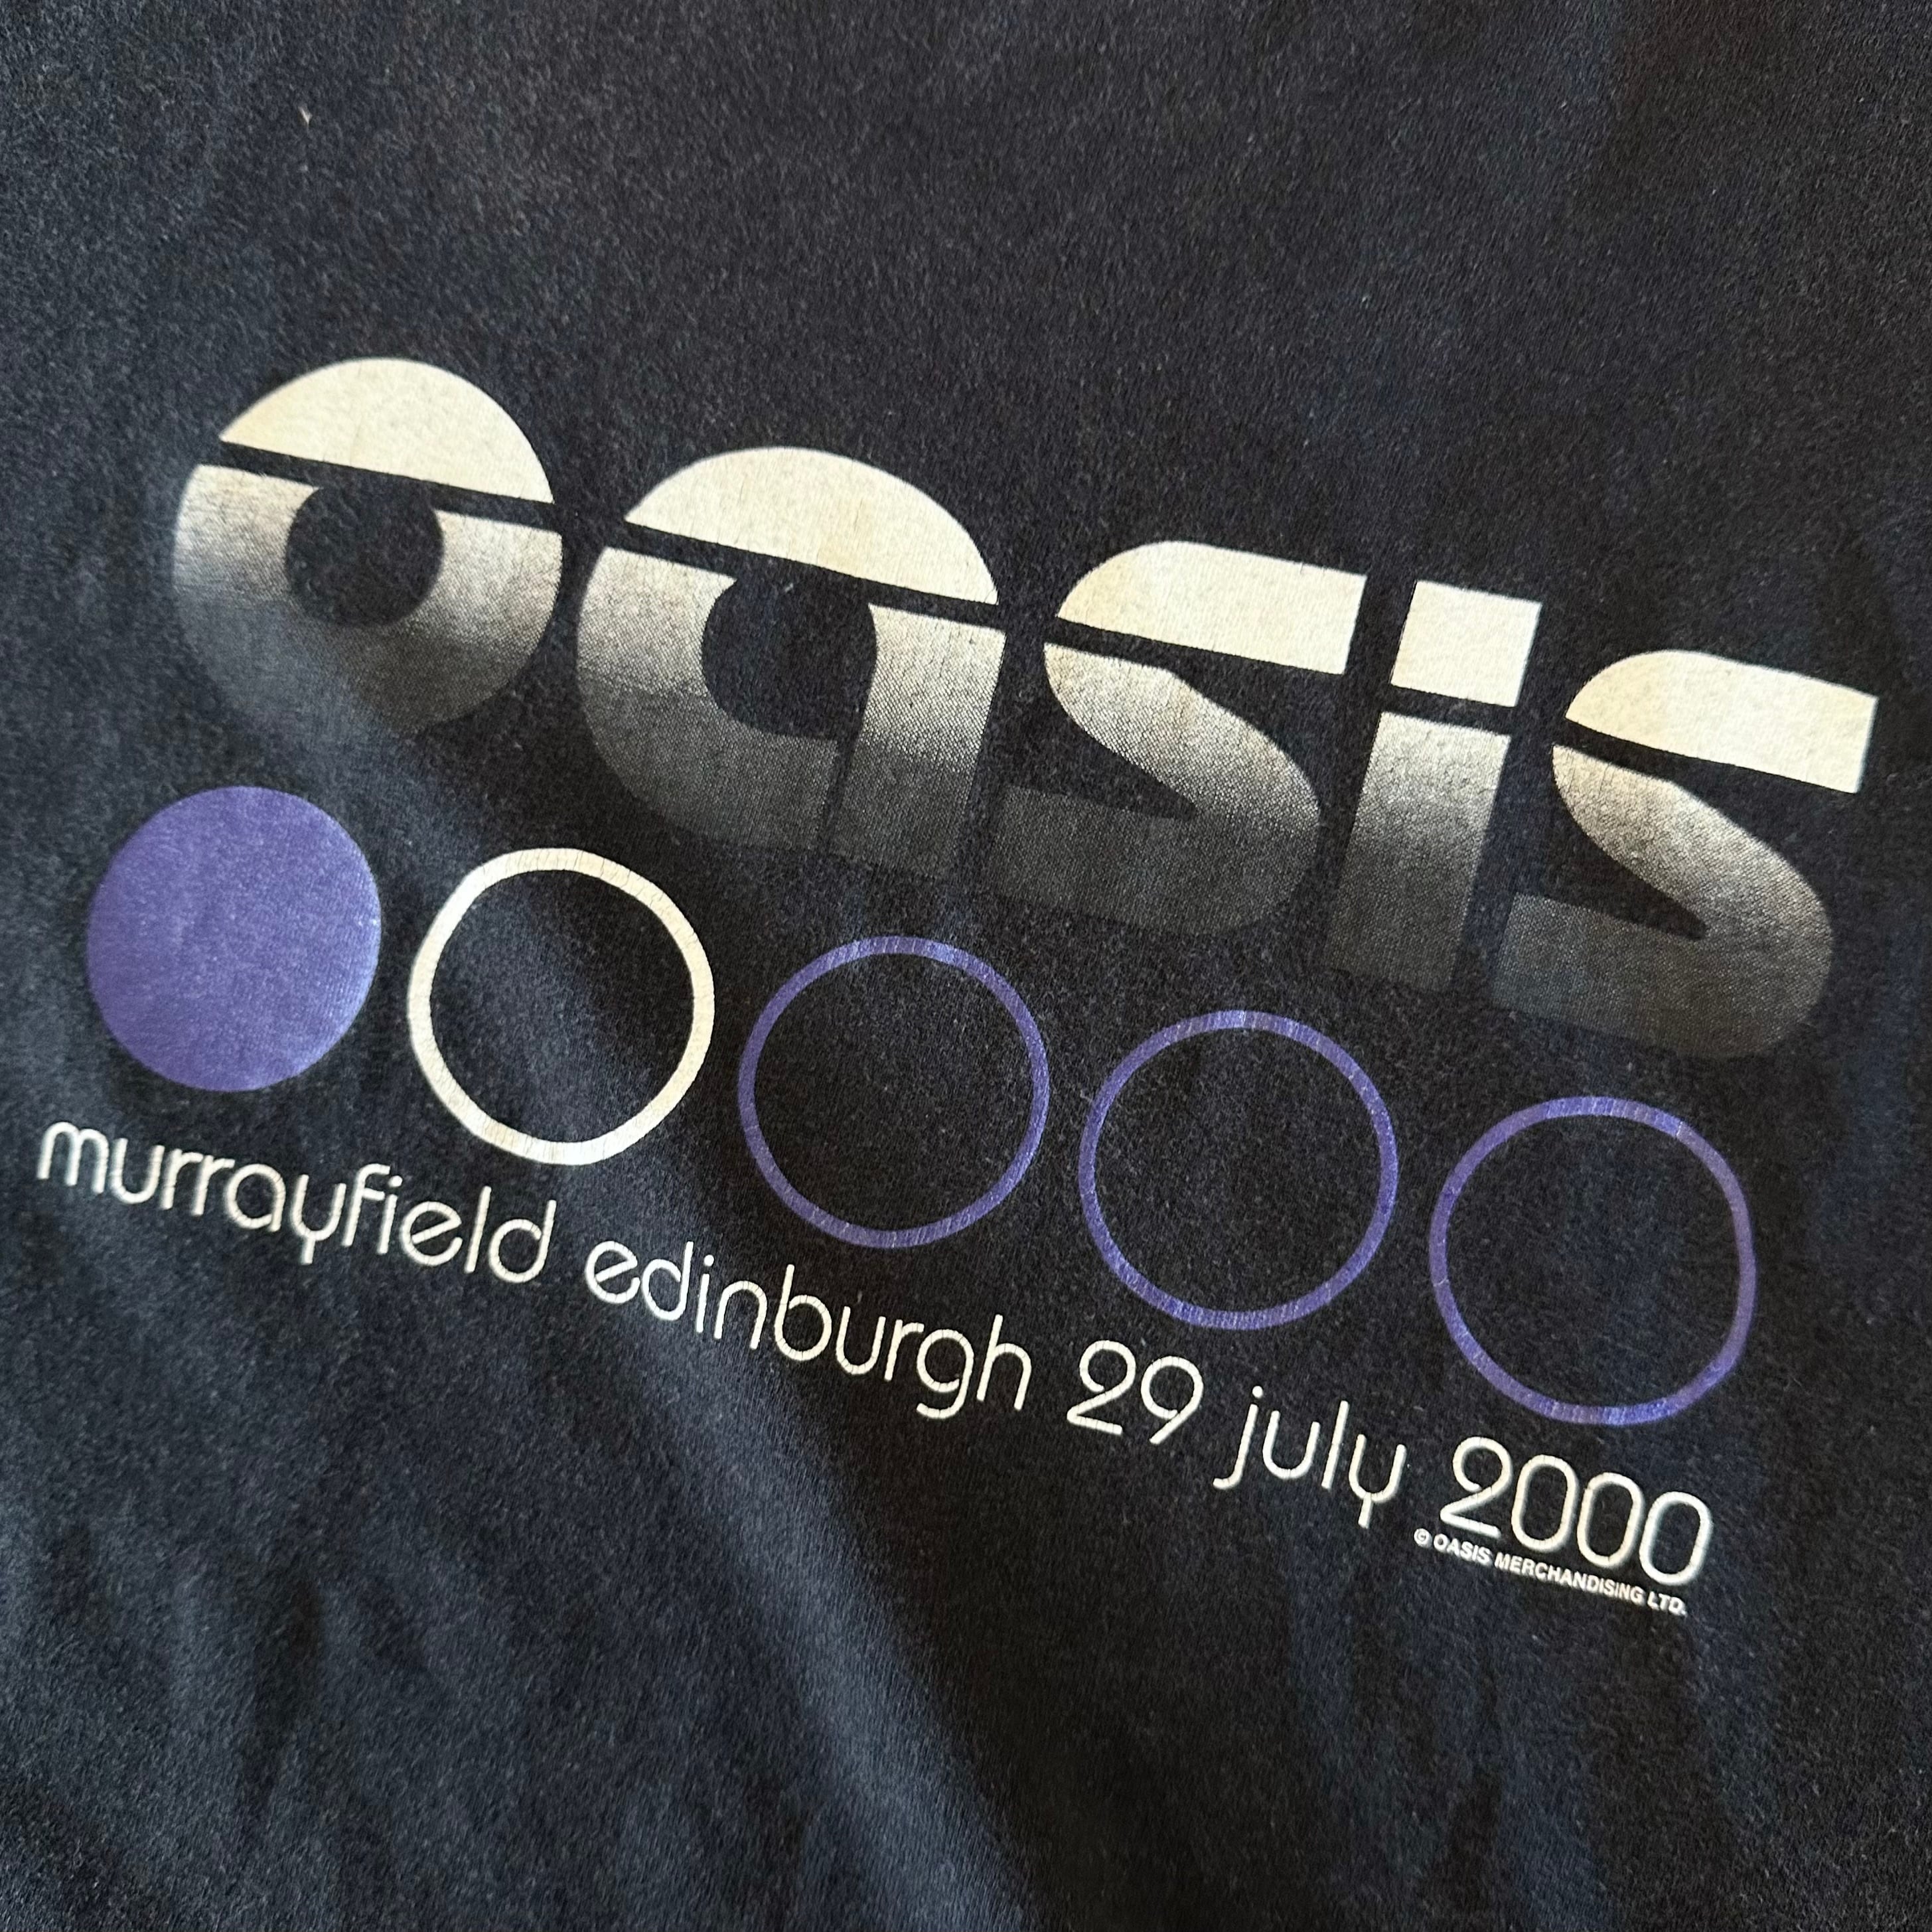 oasis
murrayfield edinburgh 29 july 2000
© OASIS MERCHANDISING LTD.